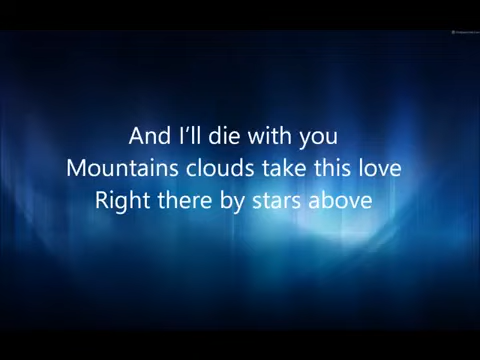 And I’ll die with you
Mountains clouds take this love
Right there by stars above